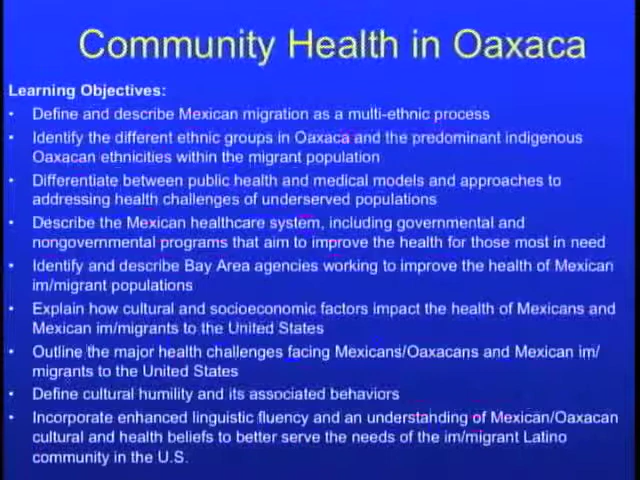 Community Health in Oaxaca
Learning Objectives:
• Define and describe Mexican migration as a multi-ethnic process
• Identify the different ethnic groups in Oaxaca and the predominant indigenous
Oaxacan ethnicities within the migrant population
• Differentiate between public health and medical models and approaches to
addressing health challenges of underserved populations
• Describe the Mexican healthcare system, including governmental and
nongovernmental programs that aim to improve the health for those most in need
• Identify and describe Bay Area agencies working to improve the health of Mexican
im/migrant populations
• Explain how cultural and socioeconomic factors impact the health of Mexicans and
Mexican im/migrants to the United States
• Outline the major health challenges facing Mexicans/Oaxacans and Mexican im/
migrants to the United States
• Define cultural humility and its associated behaviors
• Incorporate enhanced linguistic fluency and an understanding of Mexican/Oaxacan
cultural and health beliefs to better serve the needs of the im/migrant Latino
community in the U.S.